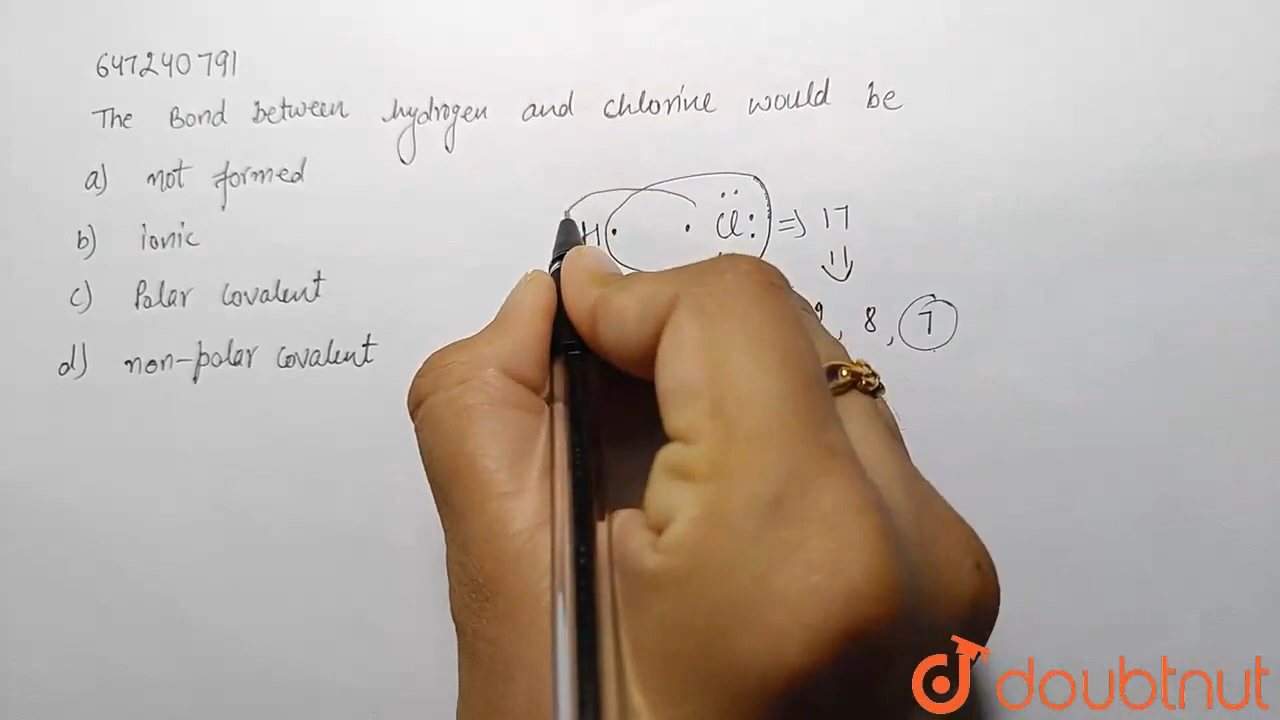 647240791
The Bond between hydrogen and chlorine would be
a) not formed
b) ionic
c) Polar covalent
d) non-polar covalent
H · · Cl : ⇒ 17
8, 7
doubtnut